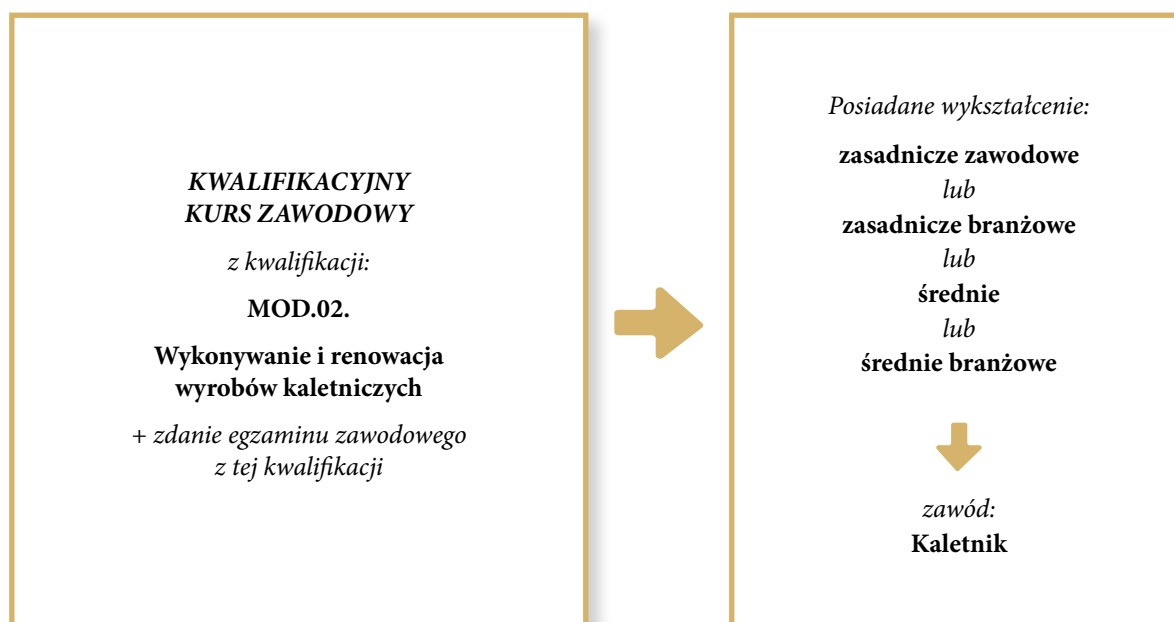 KWALIFIKACYJNY
KURS ZAWODOWY
z kwalifikacji:
MOD.02.
Wykonywanie i renowacja
wyrobów kaletniczych
+ zdanie egzaminu zawodowego
z tej kwalifikacji
Posiadane wykształcenie:
zasadnicze zawodowe
lub
zasadnicze branżowe
lub
średnie
lub
średnie branżowe
zawód:
Kaletnik